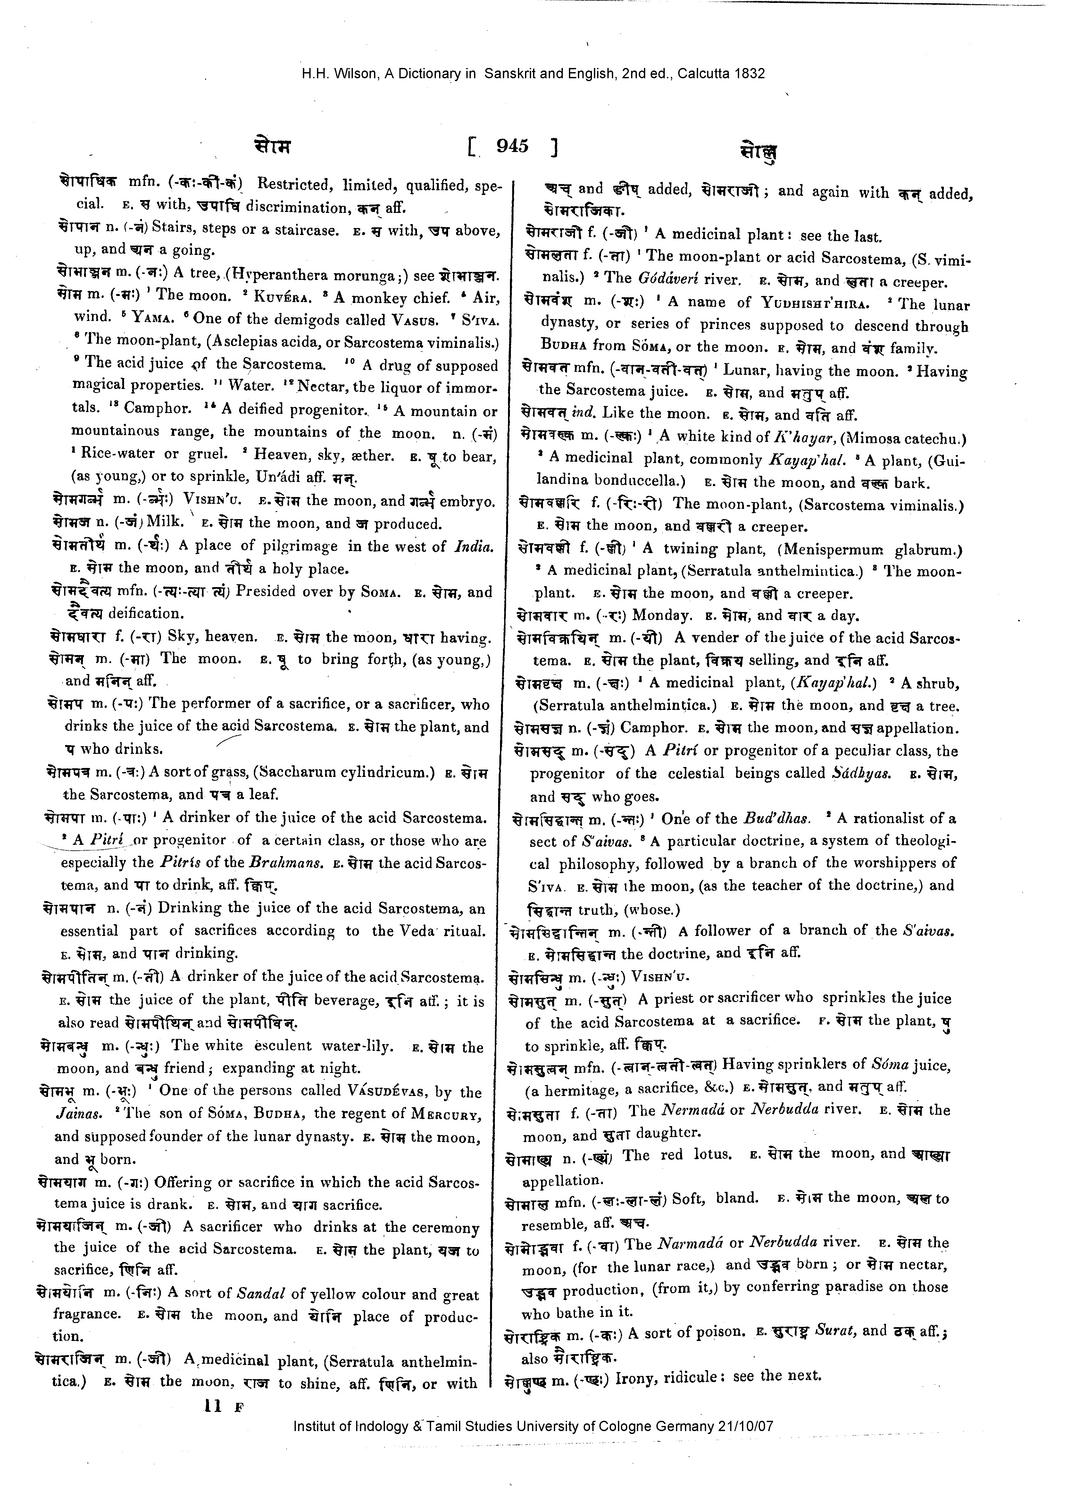 H.H. Wilson, A Dictionary in Sanskrit and English, 2nd ed., Calcutta 1832
सोम [ 945 ] सोल्लु
सोपाधिक mfn. (-कः-की-कं) Restricted, limited, qualified, spe-
cial. E. स with, उपाधि discrimination, कन् aff.
सोपान n. (-नं) Stairs, steps or a staircase. E. स with, उप above,
up, and अन a going.
सोभाञ्जन m. (-नः) A tree, (Hyperanthera morunga;) see शोभाञ्जन.
सोम m. (-मः) ¹ The moon. ² KUVÉRA. ³ A monkey chief. ⁴ Air,
wind. ⁵ YAMA. ⁶ One of the demigods called VASUS. ⁷ S'IVA.
⁸ The moon-plant, (Asclepias acida, or Sarcostema viminalis.)
⁹ The acid juice of the Sarcostema. ¹⁰ A drug of supposed
magical properties. ¹¹ Water. ¹² Nectar, the liquor of immor-
tals. ¹³ Camphor. ¹⁴ A deified progenitor. ¹⁵ A mountain or
mountainous range, the mountains of the moon. n. (-मं)
¹ Rice-water or gruel. ² Heaven, sky, æther. E. षू to bear,
(as young,) or to sprinkle, Un'ádi aff. मन्.
सोमगर्भ m. (-र्भः) VISHN'U. E. सोम the moon, and गर्भ embryo.
सोमज n. (-जं) Milk. E. सोम the moon, and ज produced.
सोमतीर्थ m. (-र्थः) A place of pilgrimage in the west of India.
E. सोम the moon, and तीर्थ a holy place.
सोमदैवत्य mfn. (-त्यः-त्या त्यं) Presided over by SOMA. E. सोम, and
दैवत्य deification.
सोमधारा f. (-रा) Sky, heaven. E. सोम the moon, धारा having.
सोमन् m. (-मा) The moon. E. षू to bring forth, (as young,)
and मनिन् aff.
सोमप m. (-पः) The performer of a sacrifice, or a sacrificer, who
drinks the juice of the acid Sarcostema. E. सोम the plant, and
प who drinks.
सोमपत्र m. (-त्रः) A sort of grass, (Saccharum cylindricum.) E. सोम
the Sarcostema, and पत्र a leaf.
सोमपा m. (-पाः) ¹ A drinker of the juice of the acid Sarcostema.
² A Pitrí or progenitor of a certain class, or those who are
especially the Pitrís of the Brahmans. E. सोम the acid Sarcos-
tema, and पा to drink, aff. क्विप्.
सोमपान n. (-नं) Drinking the juice of the acid Sarcostema, an
essential part of sacrifices according to the Veda ritual.
E. सोम, and पान drinking.
सोमपीतिन् m. (-ती) A drinker of the juice of the acid Sarcostema.
E. सोम the juice of the plant, पीति beverage, इनि aff.; it is
also read सोमपीथिन् and सोमपीविन्.
सोमबन्धु m. (-न्धुः) The white esculent water-lily. E. सोम the
moon, and बन्धु friend; expanding at night.
सोमभू m. (-भूः) ¹ One of the persons called VÁSUDÉVAS, by the
Jainas. ² The son of SÓMA, BUDHA, the regent of MERCURY,
and supposed founder of the lunar dynasty. E. सोम the moon,
and भू born.
सोमयाग m. (-गः) Offering or sacrifice in which the acid Sarcos-
tema juice is drank. E. सोम, and याग sacrifice.
सोमयाजिन् m. (-जी) A sacrificer who drinks at the ceremony
the juice of the acid Sarcostema. E. सोम the plant, यज to
sacrifice, णिनि aff.
सोमयोनि m. (-निः) A sort of Sandal of yellow colour and great
fragrance. E. सोम the moon, and योनि place of produc-
tion.
सोमराजिन् m. (-जी) A medicinal plant, (Serratula anthelmin-
tica.) E. सोम the moon, राज to shine, aff. णिनि, or with
11 F
अच् and ङीष् added, सोमराजी; and again with कन् added,
सोमराजिका.
सोमराजी f. (-जी) ¹ A medicinal plant: see the last.
सोमलता f. (-ता) ¹ The moon-plant or acid Sarcostema, (S. vimi-
nalis.) ² The Gódáverí river. E. सोम, and लता a creeper.
सोमवंश m. (-शः) ¹ A name of YUDHISHT'HIRA. ² The lunar
dynasty, or series of princes supposed to descend through
BUDHA from SÓMA, or the moon. E. सोम, and वंश family.
सोमवत् mfn. (-वान्-वती-वत्) ¹ Lunar, having the moon. ² Having
the Sarcostema juice. E. सोम, and मतुप् aff.
सोमवत् ind. Like the moon. E. सोम, and वति aff.
सोमवल्क m. (-ल्कः) ¹ A white kind of K'hayar, (Mimosa catechu.)
² A medicinal plant, commonly Kayap'hal. ³ A plant, (Gui-
landina bonduccella.) E. सोम the moon, and वल्क bark.
सोमवल्लरि f. (-रिः-री) The moon-plant, (Sarcostema viminalis.)
E. सोम the moon, and वल्लरी a creeper.
सोमवल्ली f. (-ल्ली) ¹ A twining plant, (Menispermum glabrum.)
² A medicinal plant, (Serratula anthelmintica.) ³ The moon-
plant. E. सोम the moon, and वल्ली a creeper.
सोमवार m. (-रः) Monday. E. सोम, and वार a day.
सोमविक्रयिन् m. (-यी) A vender of the juice of the acid Sarcos-
tema. E. सोम the plant, विक्रय selling, and इनि aff.
सोमवृक्ष m. (-क्षः) ¹ A medicinal plant, (Kayap'hal.) ² A shrub,
(Serratula anthelmintica.) E. सोम the moon, and वृक्ष a tree.
सोमसञ्ज्ञ n. (-ञ्ज्ञं) Camphor. E. सोम the moon, and सञ्ज्ञा appellation.
सोमसद् m. (-सद्) A Pitrí or progenitor of a peculiar class, the
progenitor of the celestial beings called Sádhyas. E. सोम,
and सद् who goes.
सोमसिद्धान्त m. (-न्तः) ¹ One of the Bud'dhas. ² A rationalist of a
sect of S'aivas. ³ A particular doctrine, a system of theologi-
cal philosophy, followed by a branch of the worshippers of
S'IVA. E. सोम the moon, (as the teacher of the doctrine,) and
सिद्धान्त truth, (whose.)
सोमसिद्धान्तिन् m. (-न्ती) A follower of a branch of the S'aivas.
E. सोमसिद्धान्त the doctrine, and इनि aff.
सोमसिन्धु m. (-न्धुः) VISHN'U.
सोमसुत् m. (-सुत्) A priest or sacrificer who sprinkles the juice
of the acid Sarcostema at a sacrifice. E. सोम the plant, षु
to sprinkle, aff. क्विप्.
सोमसुत्वत् mfn. (-त्वान्-त्वती-त्वत्) Having sprinklers of Sóma juice,
(a hermitage, a sacrifice, &c.) E. सोमसुत्, and मतुप् aff.
सोमसुता f. (-ता) The Nermadá or Nerbudda river. E. सोम the
moon, and सुता daughter.
सोमाख्य n. (-ख्यं) The red lotus. E. सोम the moon, and आख्या
appellation.
सोमाल mfn. (-लः-ला-लं) Soft, bland. E. सोम the moon, अल to
resemble, aff. अच्.
सोमोद्भवा f. (-वा) The Narmadá or Nerbudda river. E. सोम the
moon, (for the lunar race,) and उद्भव born; or सोम nectar,
उद्भव production, (from it,) by conferring paradise on those
who bathe in it.
सोराष्ट्रिक m. (-कः) A sort of poison. E. सुराष्ट्र Surat, and ठक् aff.;
also सौराष्ट्रिक.
सोल्लुण्ठ m. (-ण्ठः) Irony, ridicule: see the next.
Institut of Indology & Tamil Studies University of Cologne Germany 21/10/07